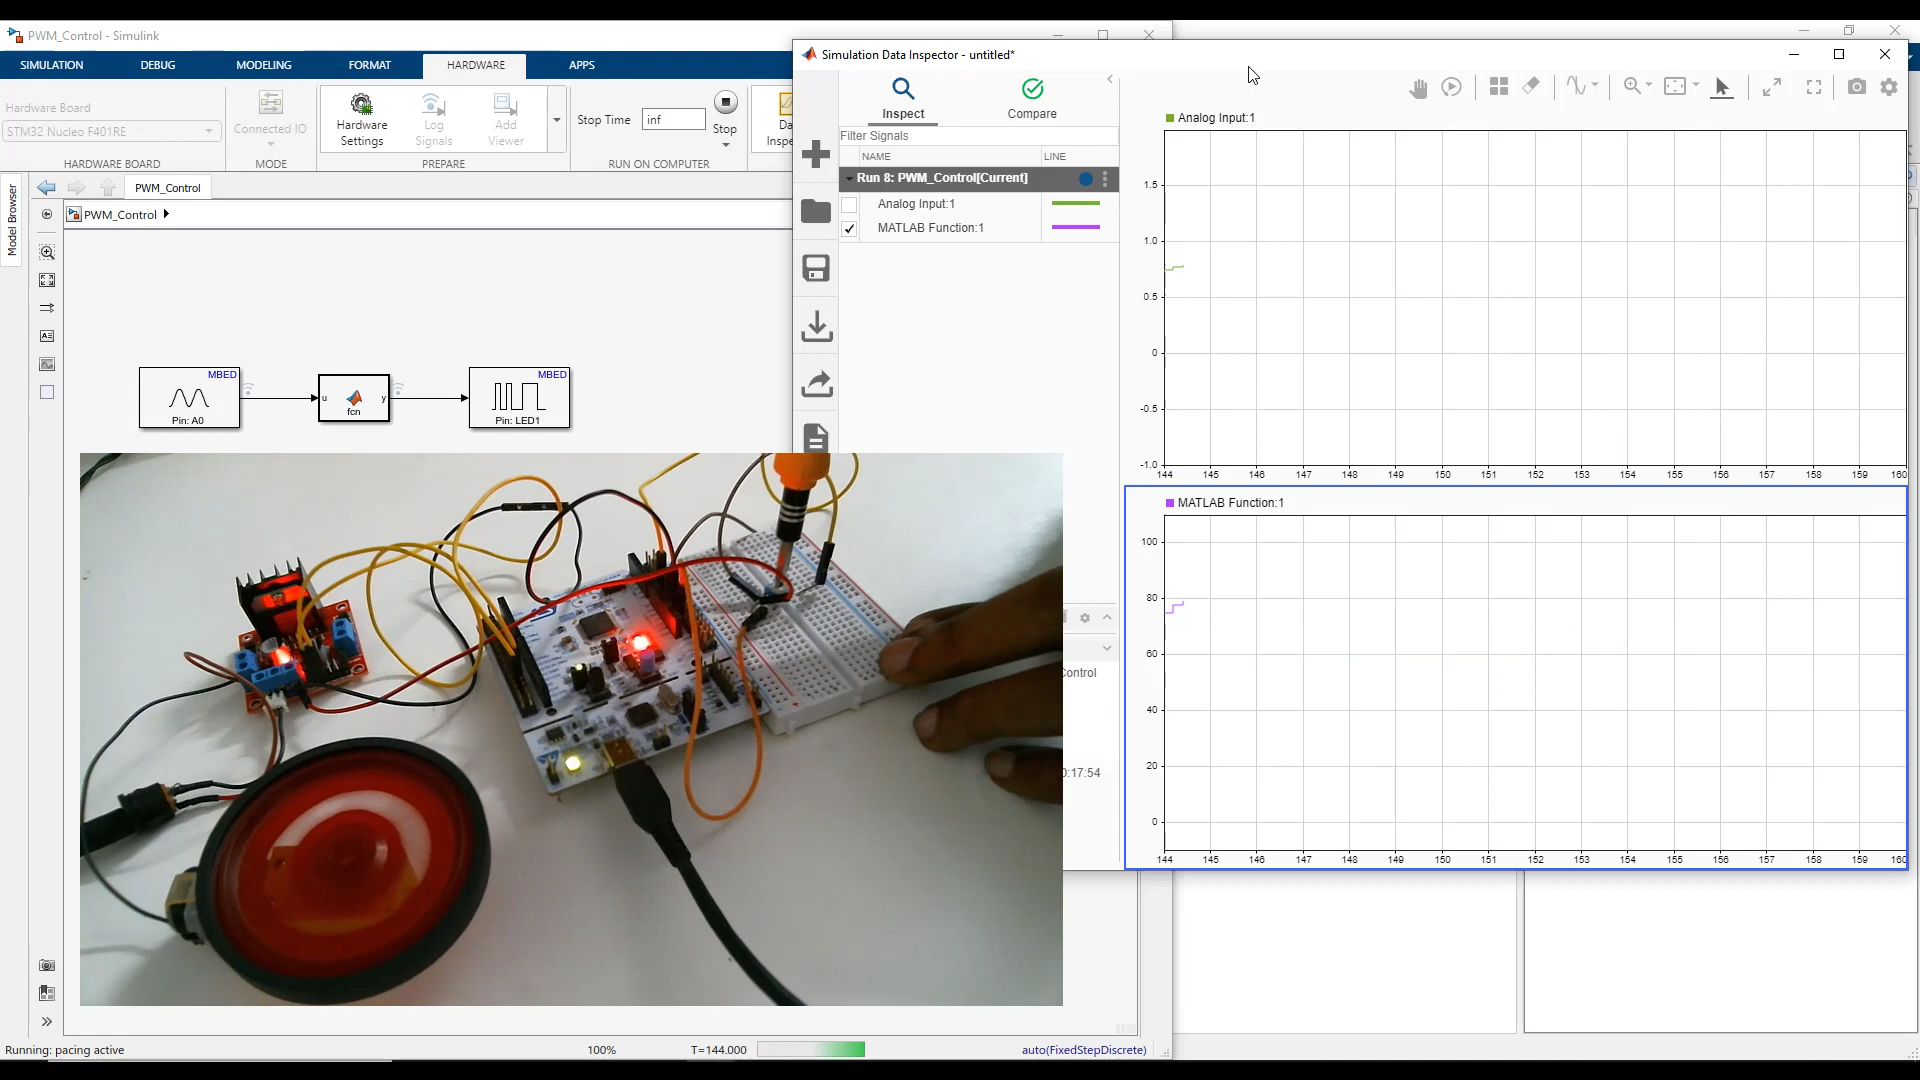 PWM_Control - Simulink
SIMULATION
DEBUG
MODELING
FORMAT
HARDWARE
APPS
Hardware Board
STM32 Nucleo F401RE
HARDWARE BOARD
Connected IO
MODE
Hardware
Settings
Log
Signals
Add
Viewer
PREPARE
Stop Time
inf
Stop
RUN ON COMPUTER
Da
Inspe
Model Browser
PWM_Control
PWM_Control
MBED
Pin: A0
u
y
fcn
MBED
Pin: LED1
Simulation Data Inspector - untitled*
Inspect
Compare
Filter Signals
NAME
LINE
Run 8: PWM_Control[Current]
Analog Input:1
MATLAB Function:1
Control
0:17:54
Analog Input:1
1.5
1.0
0.5
0
-0.5
-1.0
144 145 146 147 148 149 150 151 152 153 154 155 156 157 158 159 160
MATLAB Function:1
100
80
60
40
20
0
144 145 146 147 148 149 150 151 152 153 154 155 156 157 158 159 160
Running: pacing active
100%
T=144.000
auto(FixedStepDiscrete)